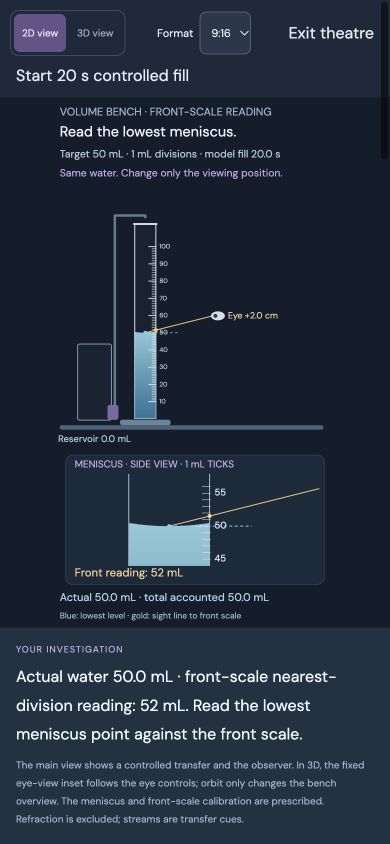 2D view 3D view Format 9:16 Exit theatre
Start 20 s controlled fill
VOLUME BENCH · FRONT-SCALE READING
Read the lowest meniscus.
Target 50 mL · 1 mL divisions · model fill 20.0 s
Same water. Change only the viewing position.
100
90
80
70
60
Eye +2.0 cm
50
40
30
20
10
Reservoir 0.0 mL
MENISCUS · SIDE VIEW · 1 mL TICKS
55
50
45
Front reading: 52 mL
Actual 50.0 mL · total accounted 50.0 mL
Blue: lowest level · gold: sight line to front scale
YOUR INVESTIGATION
Actual water 50.0 mL · front-scale nearest-
division reading: 52 mL. Read the lowest
meniscus point against the front scale.
The main view shows a controlled transfer and the observer. In 3D, the fixed
eye-view inset follows the eye controls; orbit only changes the bench
overview. The meniscus and front-scale calibration are prescribed.
Refraction is excluded; streams are transfer cues.